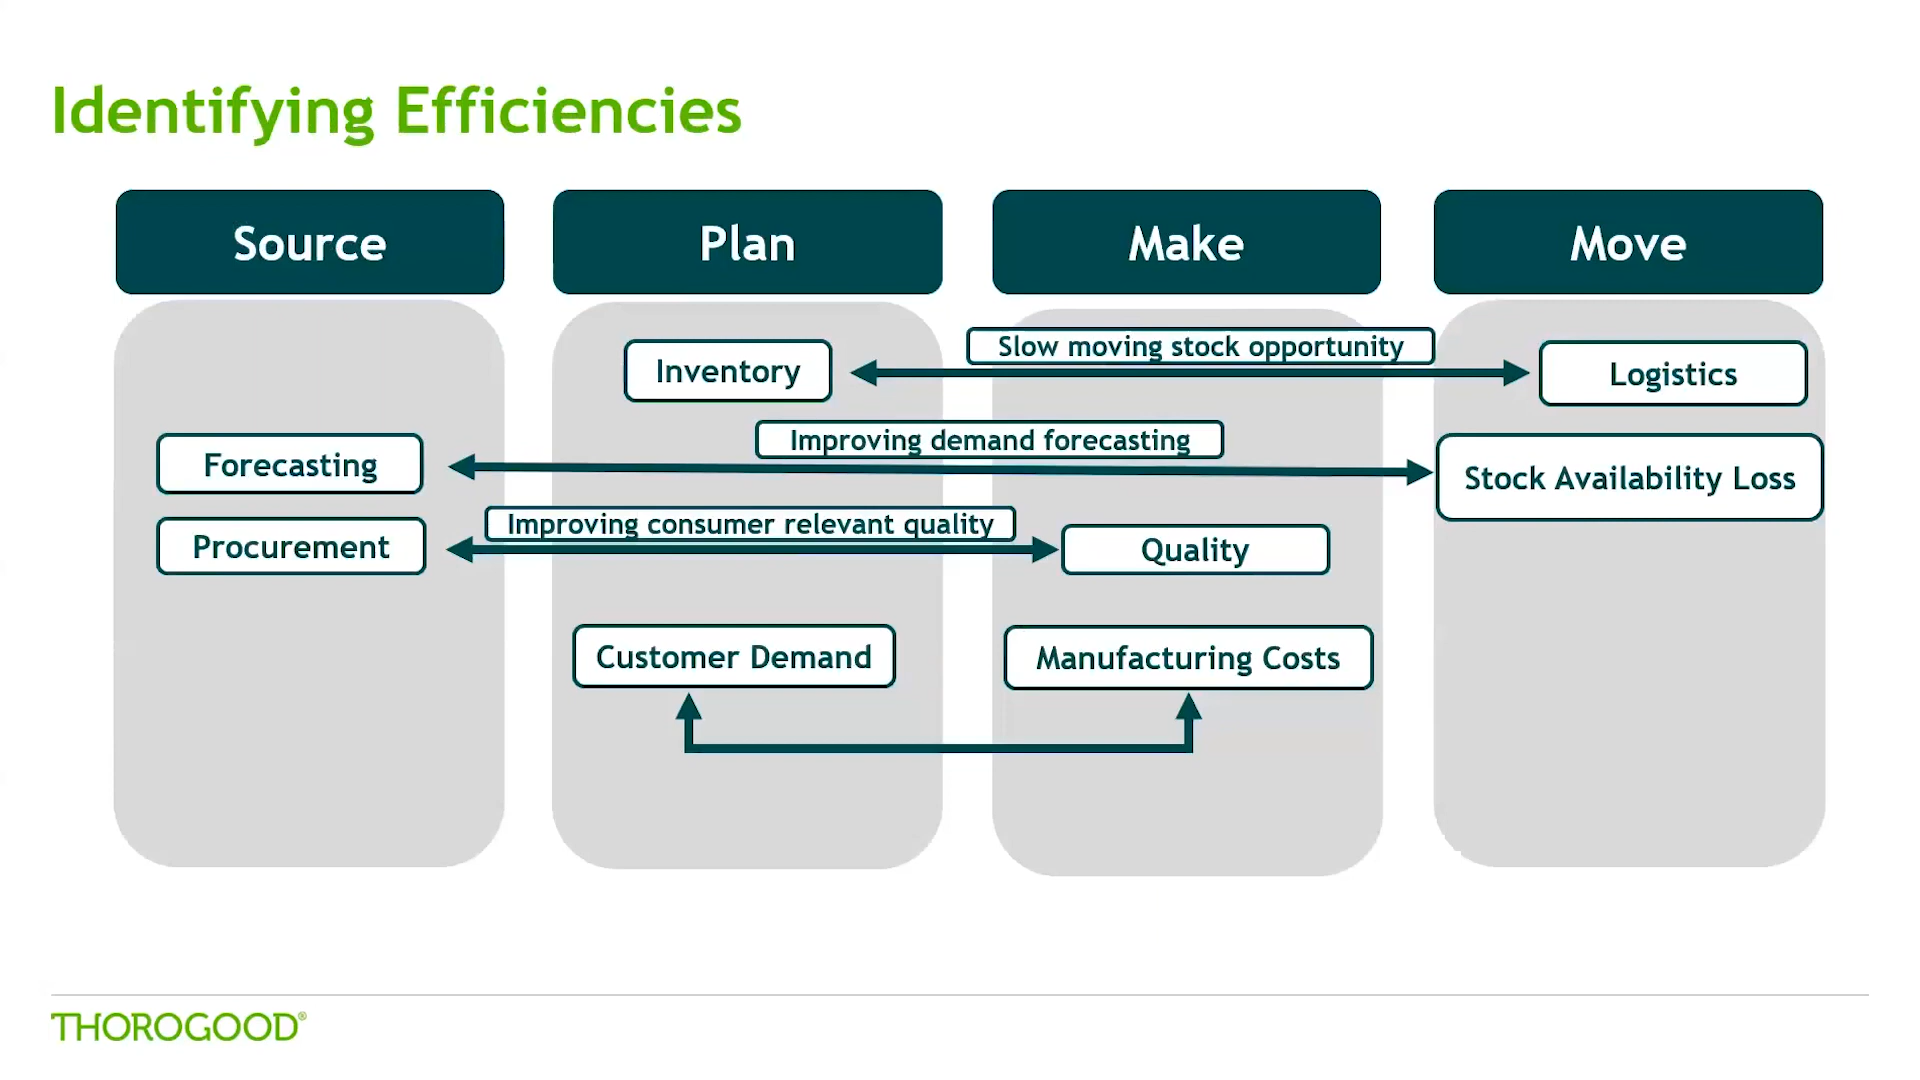 Identifying Efficiencies
Source
Plan
Make
Move
Slow moving stock opportunity
Inventory
Logistics
Improving demand forecasting
Forecasting
Stock Availability Loss
Improving consumer relevant quality
Procurement
Quality
Customer Demand
Manufacturing Costs
THOROGOOD®